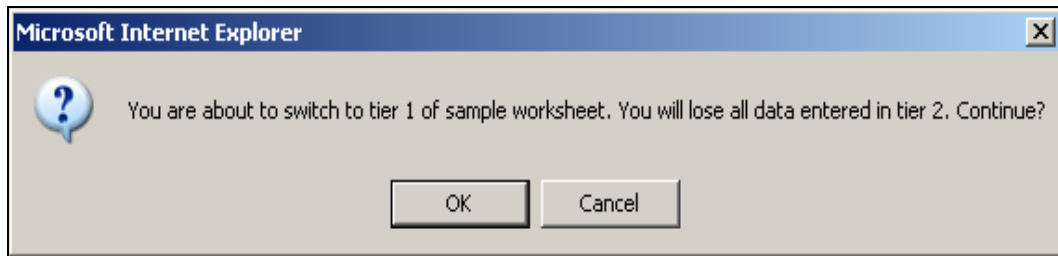 Microsoft Internet Explorer
You are about to switch to tier 1 of sample worksheet. You will lose all data entered in tier 2. Continue?
OK Cancel